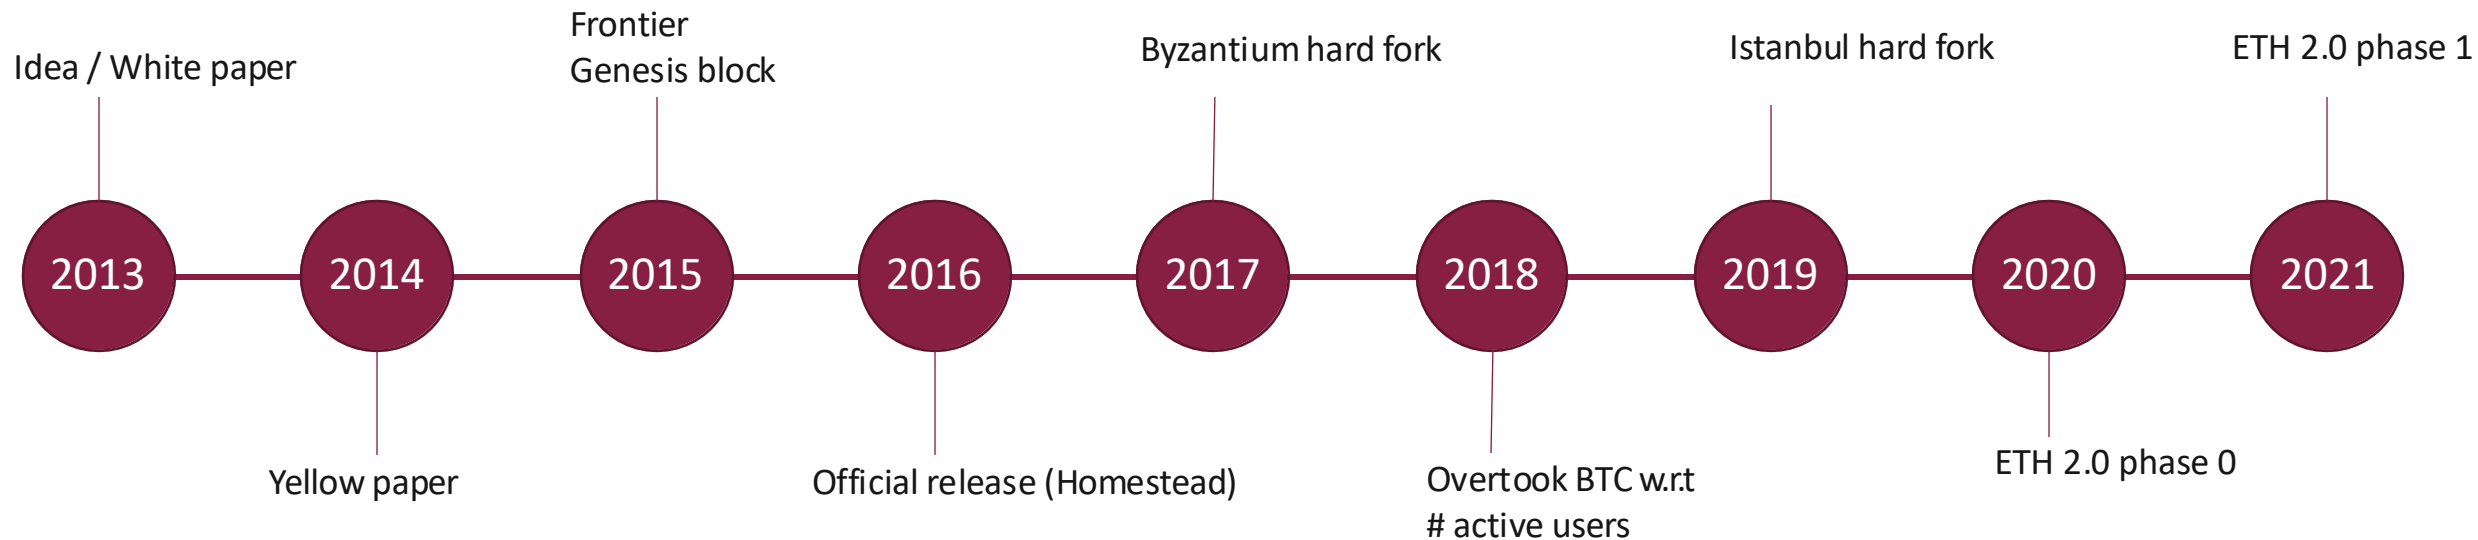 Idea / White paper
Frontier
Genesis block
Byzantium hard fork
Istanbul hard fork
ETH 2.0 phase 1
2013
2014
2015
2016
2017
2018
2019
2020
2021
Yellow paper
Official release (Homestead)
Overtook BTC w.r.t
# active users
ETH 2.0 phase 0